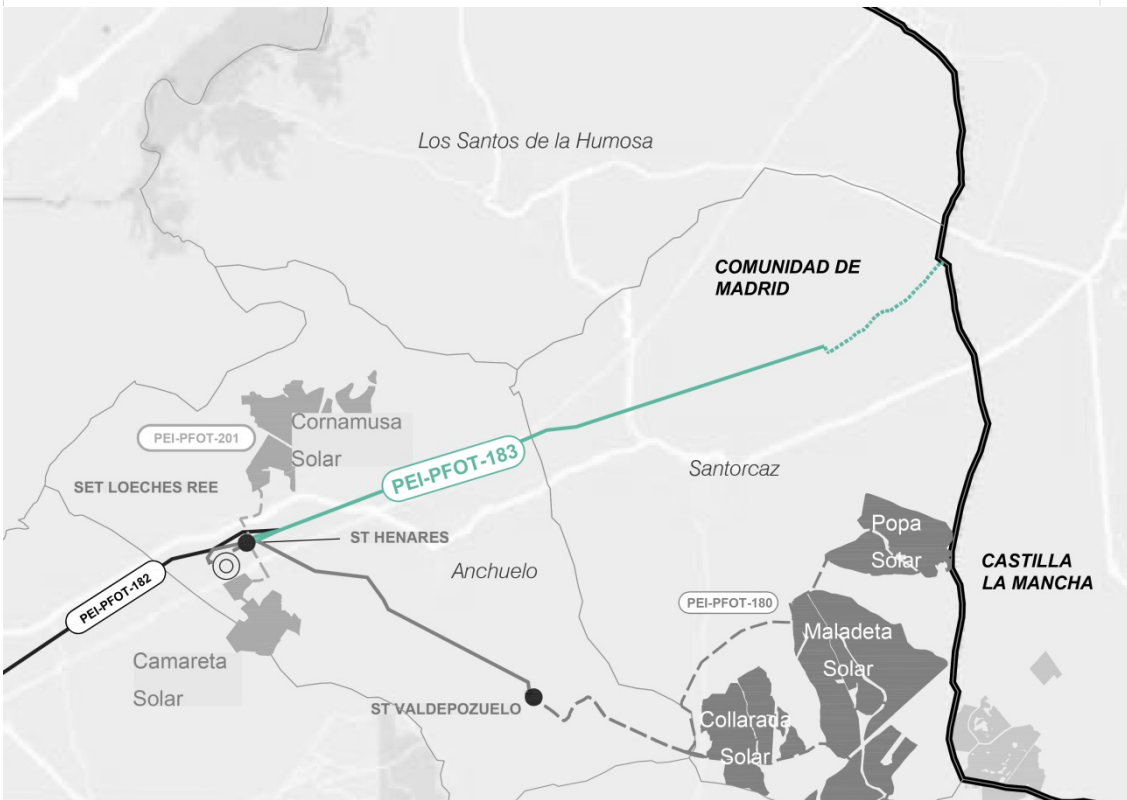 Los Santos de la Humosa
COMUNIDAD DE
MADRID
Cornamusa
Solar
PEI-PFOT-201
PEI-PFOT-183
SET LOECHES REE
Santorcaz
ST HENARES
Popa
Solar
CASTILLA
LA MANCHA
Anchuelo
PEI-PFOT-182
PEI-PFOT-180
Maladeta
Solar
Camareta
Solar
ST VALDEPOZUELO
Collarada
Solar